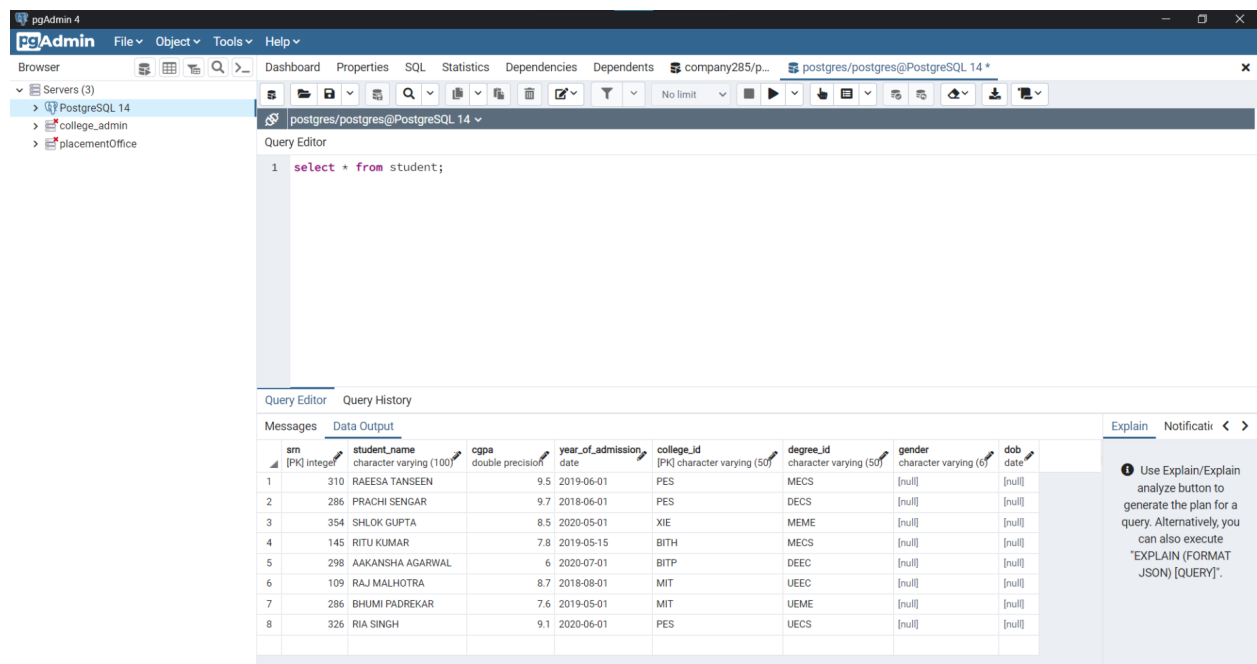 pgAdmin 4
pgAdmin File Object Tools Help
Browser Dashboard Properties SQL Statistics Dependencies Dependents company285/p... postgres/postgres@PostgreSQL 14 *
Servers (3)
PostgreSQL 14
college_admin
placementOffice
No limit
postgres/postgres@PostgreSQL 14
Query Editor
1 select * from student;
Query Editor Query History
Messages Data Output
srn student_name cgpa year_of_admission college_id degree_id gender dob
[PK] integer character varying (100) double precision date [PK] character varying (50) character varying (50) character varying (6) date
1 310 RAEESA TANSEEN 9.5 2019-06-01 PES MECS [null] [null]
2 286 PRACHI SENGAR 9.7 2018-06-01 PES DECS [null] [null]
3 354 SHLOK GUPTA 8.5 2020-05-01 XIE MEME [null] [null]
4 145 RITU KUMAR 7.8 2019-05-15 BITH MECS [null] [null]
5 298 AAKANSHA AGARWAL 6 2020-07-01 BITP DEEC [null] [null]
6 109 RAJ MALHOTRA 8.7 2018-08-01 MIT UEEC [null] [null]
7 286 BHUMI PADREKAR 7.6 2019-05-01 MIT UEME [null] [null]
8 326 RIA SINGH 9.1 2020-06-01 PES UECS [null] [null]
Explain Notificatic
Use Explain/Explain
analyze button to
generate the plan for a
query. Alternatively, you
can also execute
"EXPLAIN (FORMAT
JSON) [QUERY]".